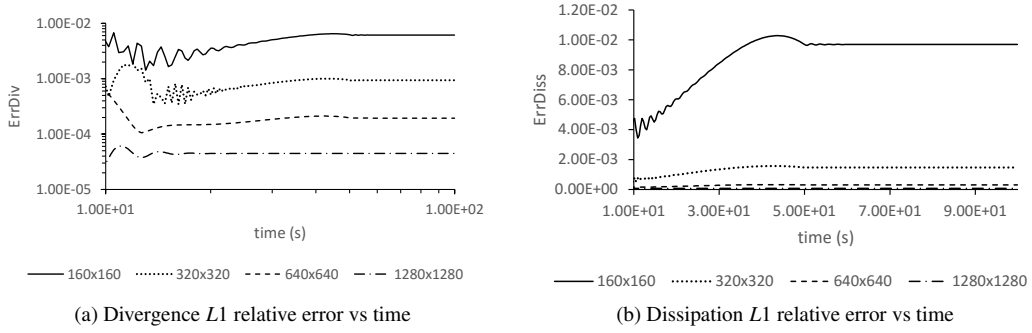 1.00E-02
1.00E-03
1.00E-04
1.00E-05
ErrDiv
1.00E+01
1.00E+02
time (s)
160x160 320x320 640x640 1280x1280
(a) Divergence L1 relative error vs time
1.20E-02
1.00E-02
8.00E-03
6.00E-03
4.00E-03
2.00E-03
0.00E+00
ErrDiss
1.00E+01 3.00E+01 5.00E+01 7.00E+01 9.00E+01
time (s)
160x160 320x320 640x640 1280x1280
(b) Dissipation L1 relative error vs time